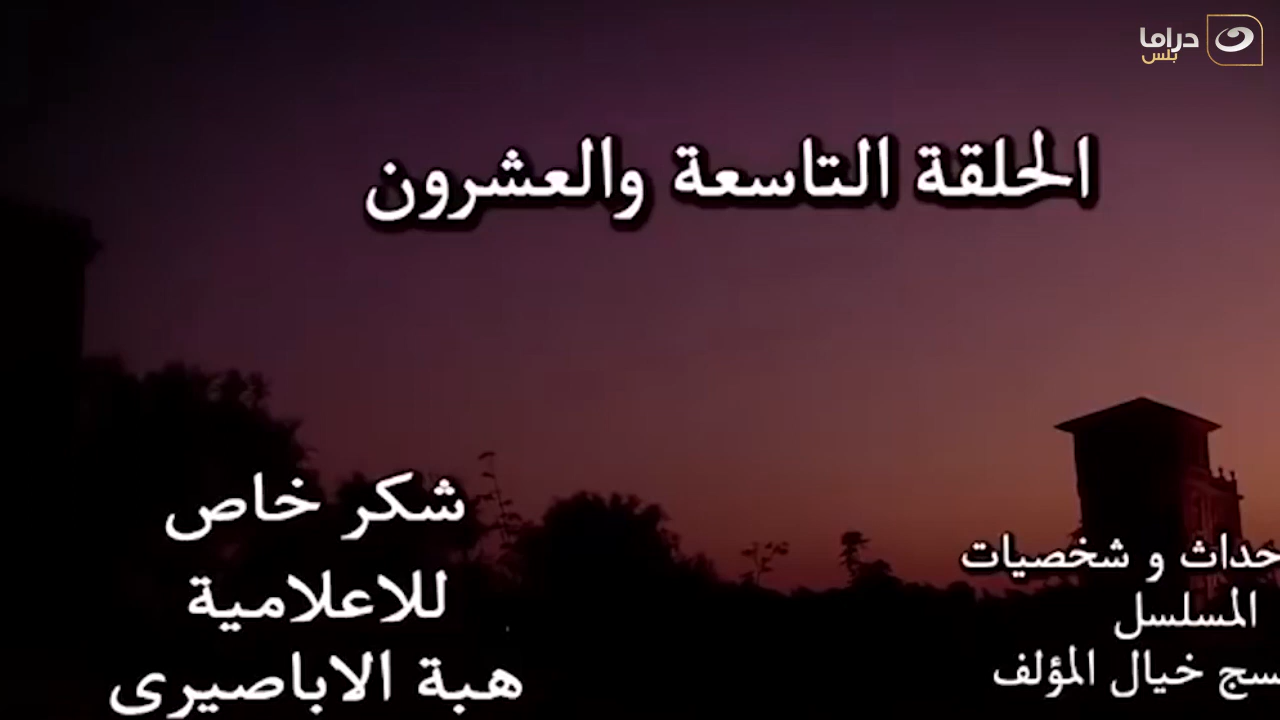 دراما
بلس
الحلقة التاسعة والعشرون
شكر خاص
للاعلامية
هبة الاباصيرى
حداث و شخصيات
المسلسل
سج خيال المؤلف